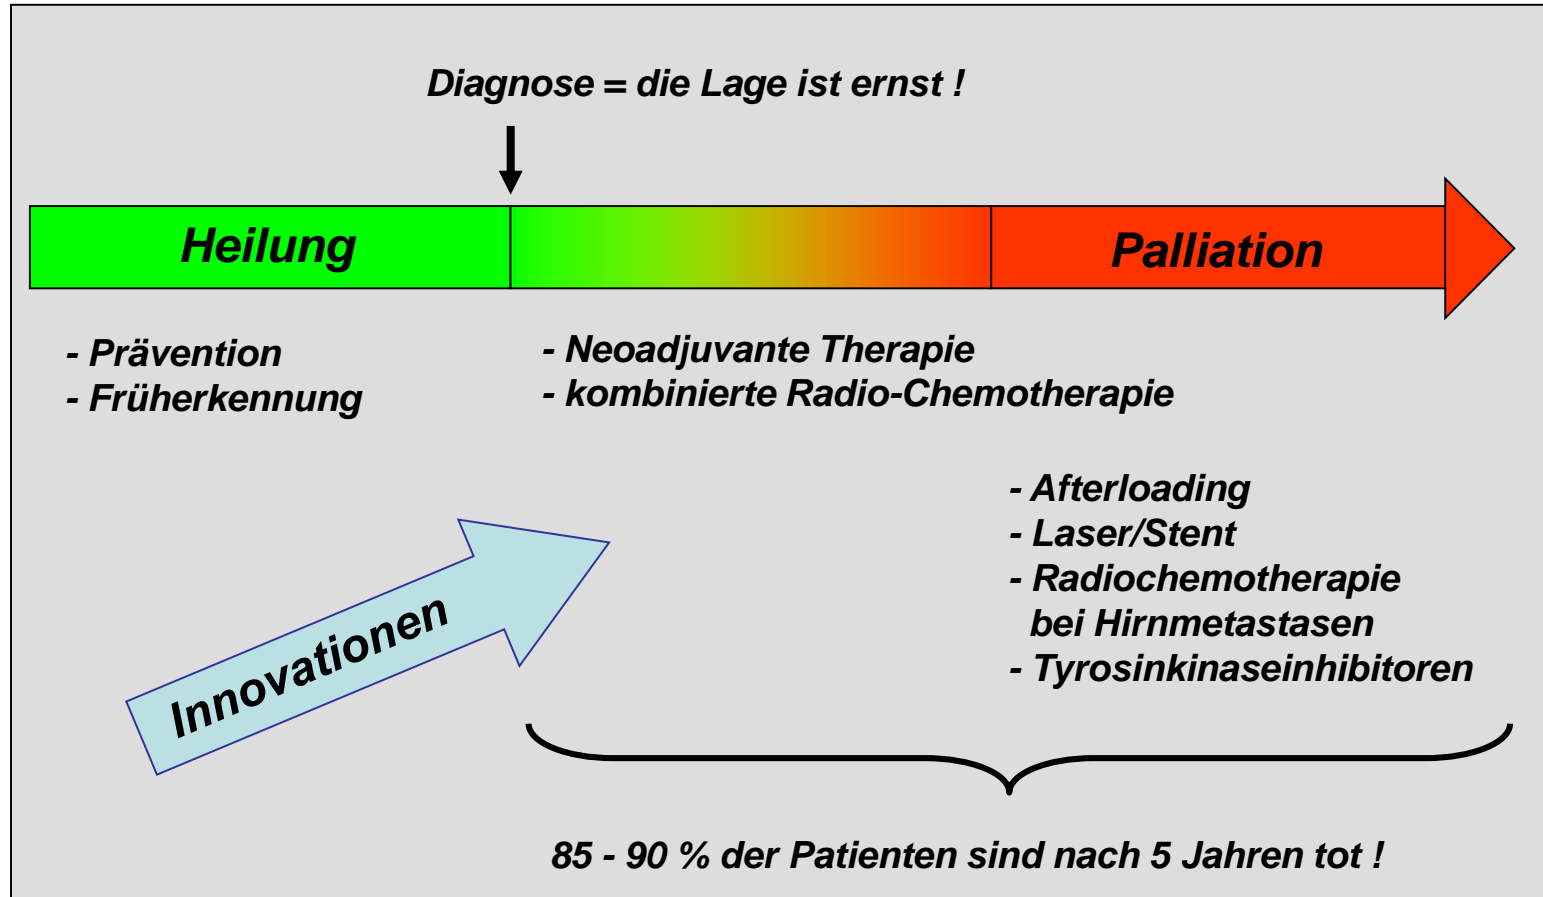 Diagnose = die Lage ist ernst !
Heilung
Palliation
- Prävention
- Früherkennung
- Neoadjuvante Therapie
- kombinierte Radio-Chemotherapie
- Afterloading
- Laser/Stent
- Radiochemotherapie
bei Hirnmetastasen
- Tyrosinkinaseinhibitoren
Innovationen
85 - 90 % der Patienten sind nach 5 Jahren tot !